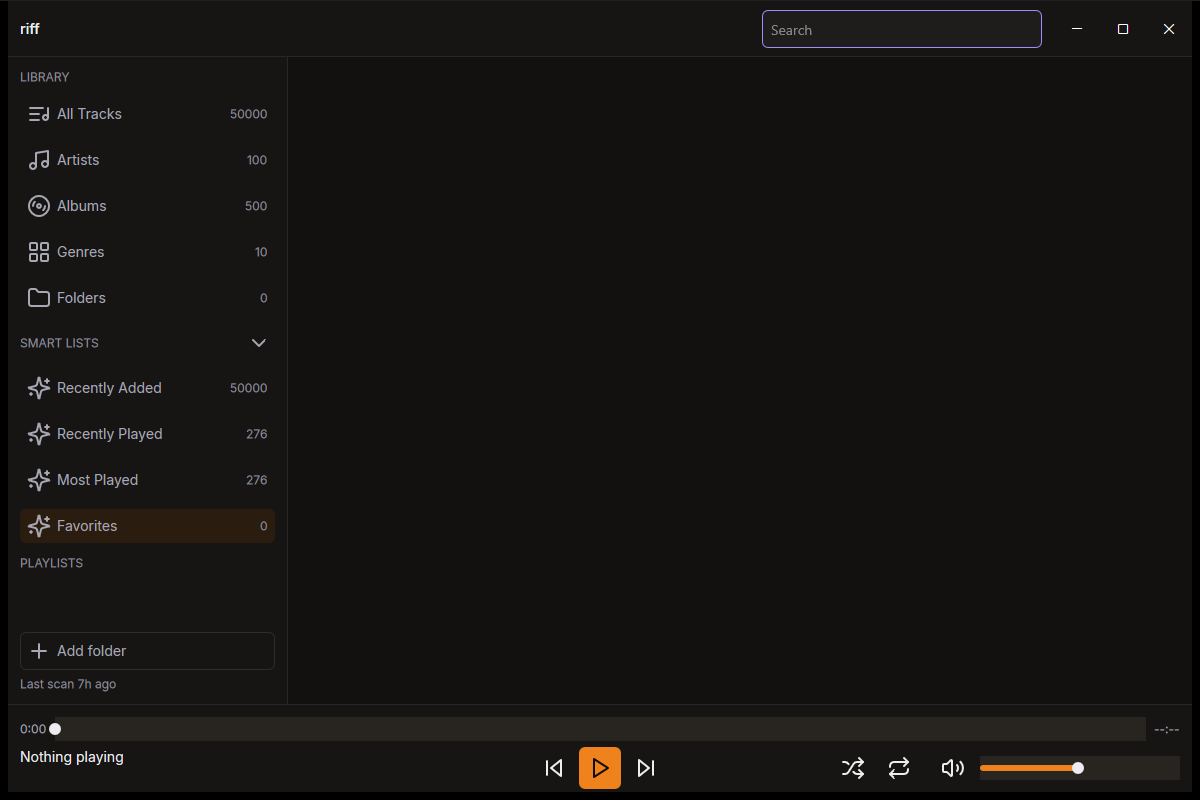 riff
Search
LIBRARY
All Tracks 50000
Artists 100
Albums 500
Genres 10
Folders 0
SMART LISTS
Recently Added 50000
Recently Played 276
Most Played 276
Favorites 0
PLAYLISTS
Add folder
Last scan 7h ago
0:00 --:--
Nothing playing